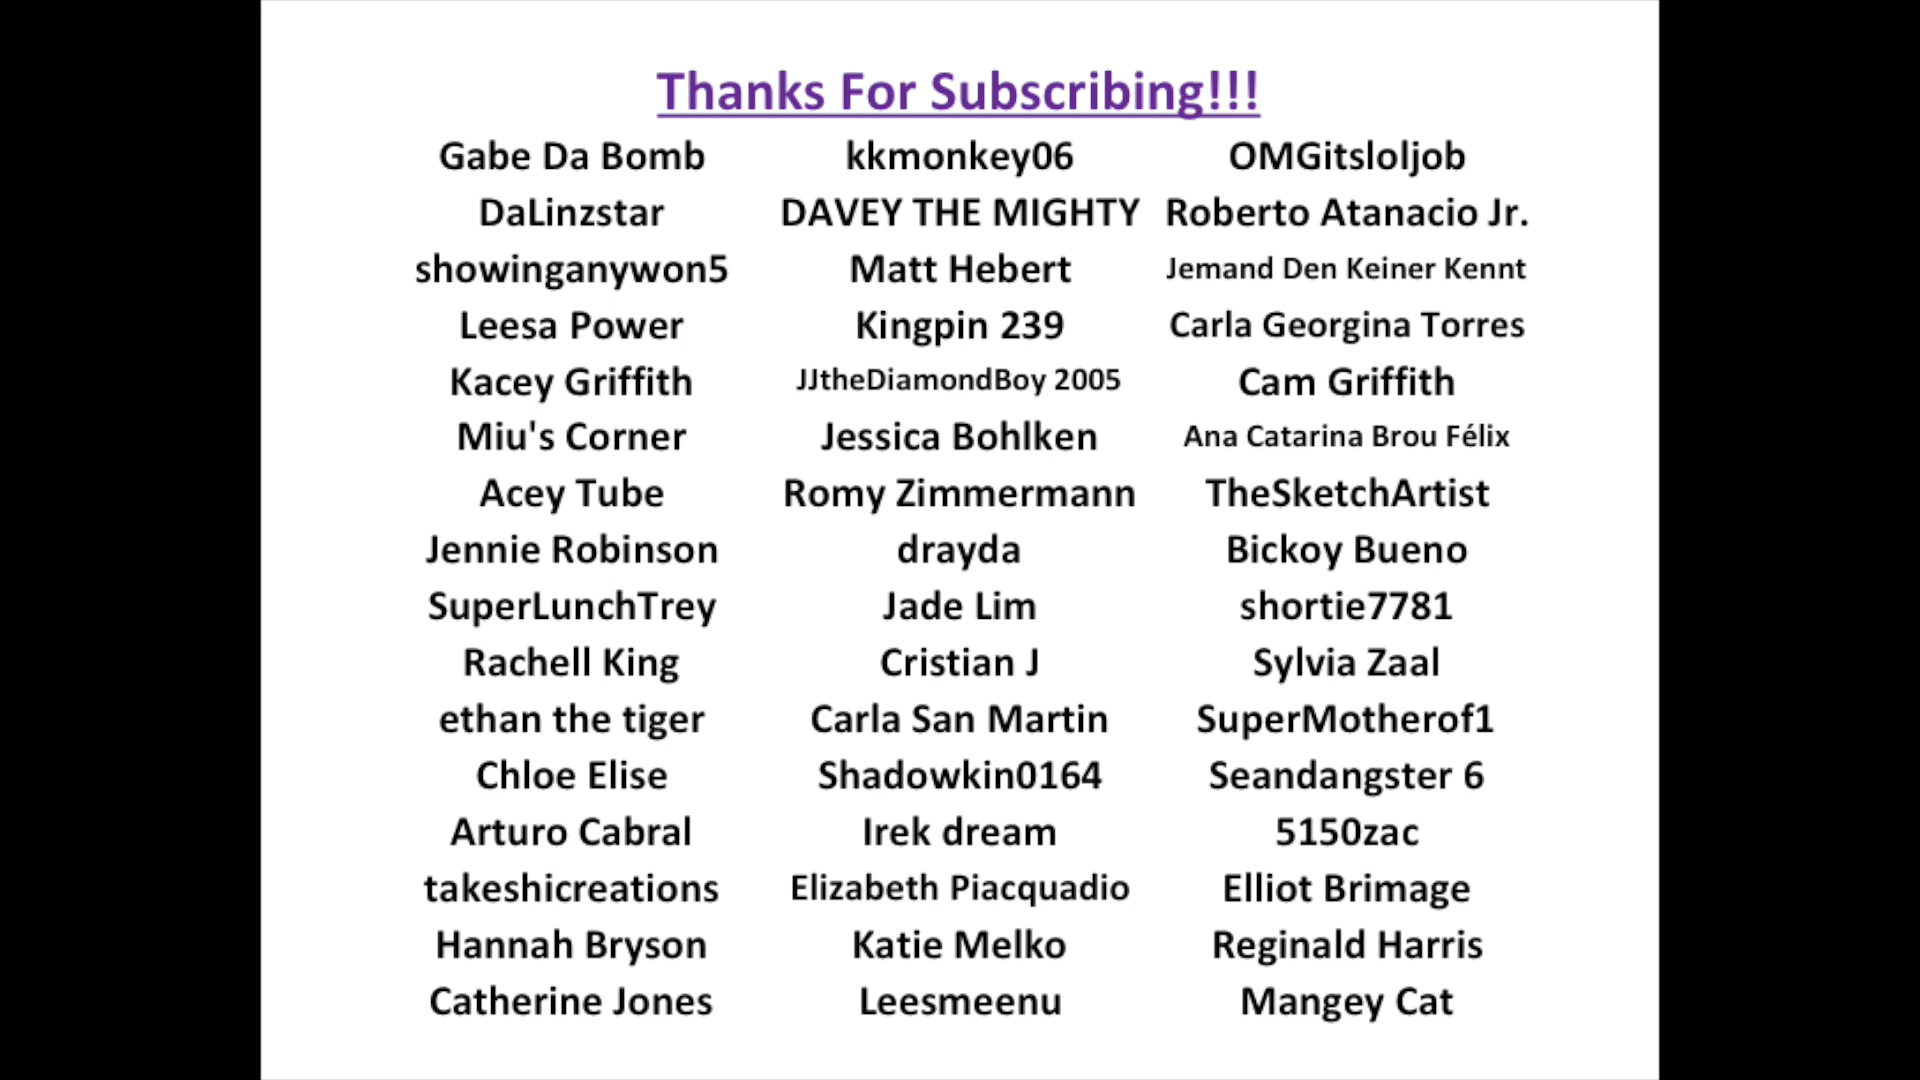 Thanks For Subscribing!!!
Gabe Da Bomb kkmonkey06 OMGitsloljob
DaLinzstar DAVEY THE MIGHTY Roberto Atanacio Jr.
showinganywon5 Matt Hebert Jemand Den Keiner Kennt
Leesa Power Kingpin 239 Carla Georgina Torres
Kacey Griffith JJtheDiamondBoy 2005 Cam Griffith
Miu's Corner Jessica Bohlken Ana Catarina Brou Félix
Acey Tube Romy Zimmermann TheSketchArtist
Jennie Robinson drayda Bickoy Bueno
SuperLunchTrey Jade Lim shortie7781
Rachell King Cristian J Sylvia Zaal
ethan the tiger Carla San Martin SuperMotherof1
Chloe Elise Shadowkin0164 Seandangster 6
Arturo Cabral Irek dream 5150zac
takeshicreations Elizabeth Piacquadio Elliot Brimage
Hannah Bryson Katie Melko Reginald Harris
Catherine Jones Leesmeenu Mangey Cat